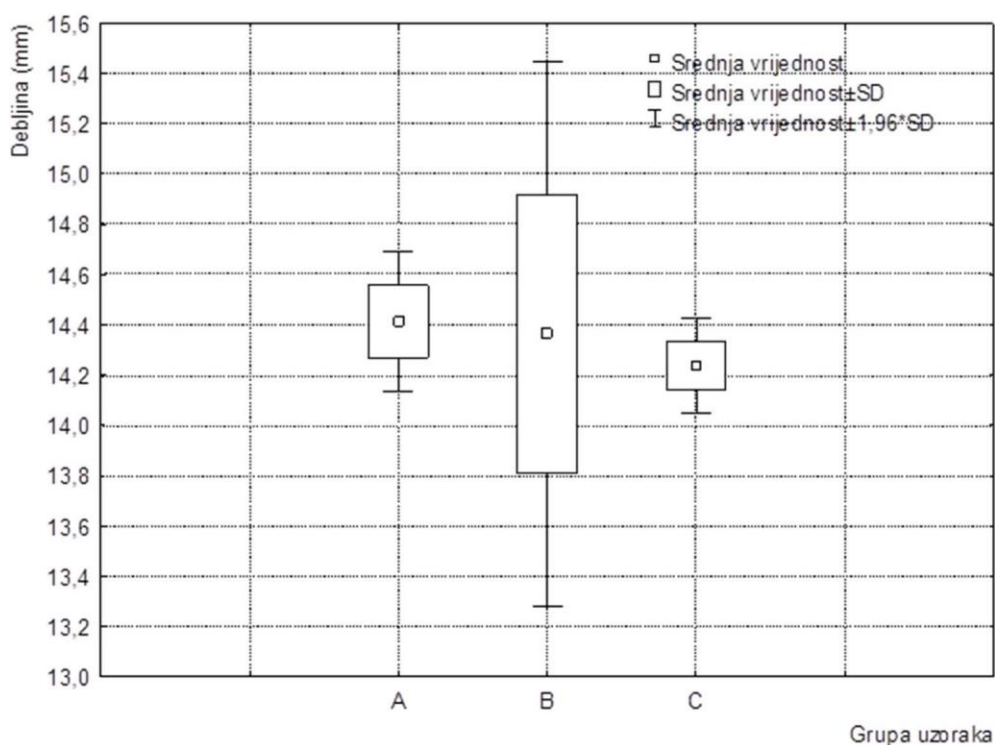 Debljina (mm)
15,6
15,4
15,2
15,0
14,8
14,6
14,4
14,2
14,0
13,8
13,6
13,4
13,2
13,0
Srednja vrijednost
Srednja vrijednost±SD
Srednja vrijednost±1,96*SD
A B C
Grupa uzoraka